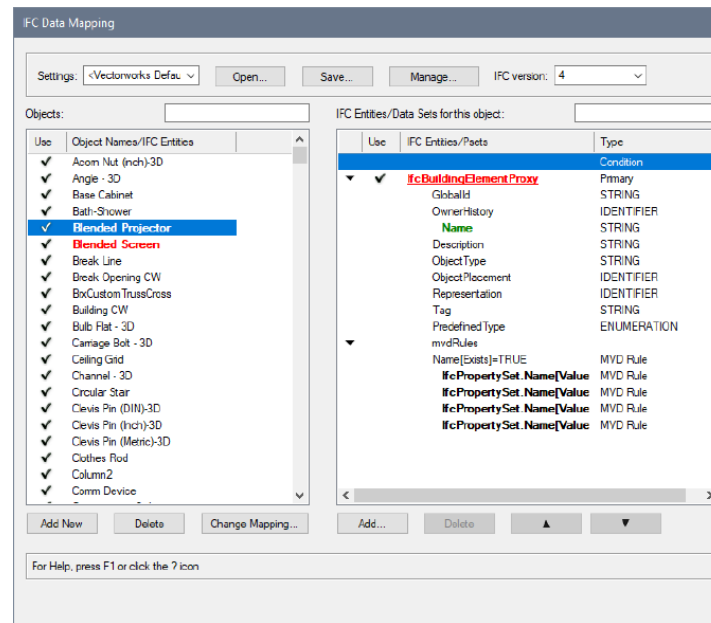 IFC Data Mapping
Settings: <Vectorworks Defau Open... Save... Manage... IFC version: 4
Objects: IFC Entities/Data Sets for this object:
Use Object Names/IFC Entities Use IFC Entities/Psets Type
Condition
Acorn Nut (inch)-3D
Angle - 3D
Base Cabinet
Bath-Shower
Blended Projector
Blended Screen
Break Line
Break Opening CW
BrxCustomTrussCross
Building CW
Bulb Flat - 3D
Carriage Bolt - 3D
Ceiling Grid
Channel - 3D
Circular Stair
Clevis Pin (DIN)-3D
Clevis Pin (Inch)-3D
Clevis Pin (Metric)-3D
Clothes Rod
Column2
Comm Device
IfcBuildingElementProxy Primary
GlobalId STRING
OwnerHistory IDENTIFIER
Name STRING
Description STRING
ObjectType STRING
ObjectPlacement IDENTIFIER
Representation IDENTIFIER
Tag STRING
PredefinedType ENUMERATION
mvdRules
Name[Exists]=TRUE MVD Rule
IfcPropertySet.Name[Value MVD Rule
IfcPropertySet.Name[Value MVD Rule
IfcPropertySet.Name[Value MVD Rule
IfcPropertySet.Name[Value MVD Rule
Add New Delete Change Mapping... Add... Delete
For Help, press F1 or click the ? icon